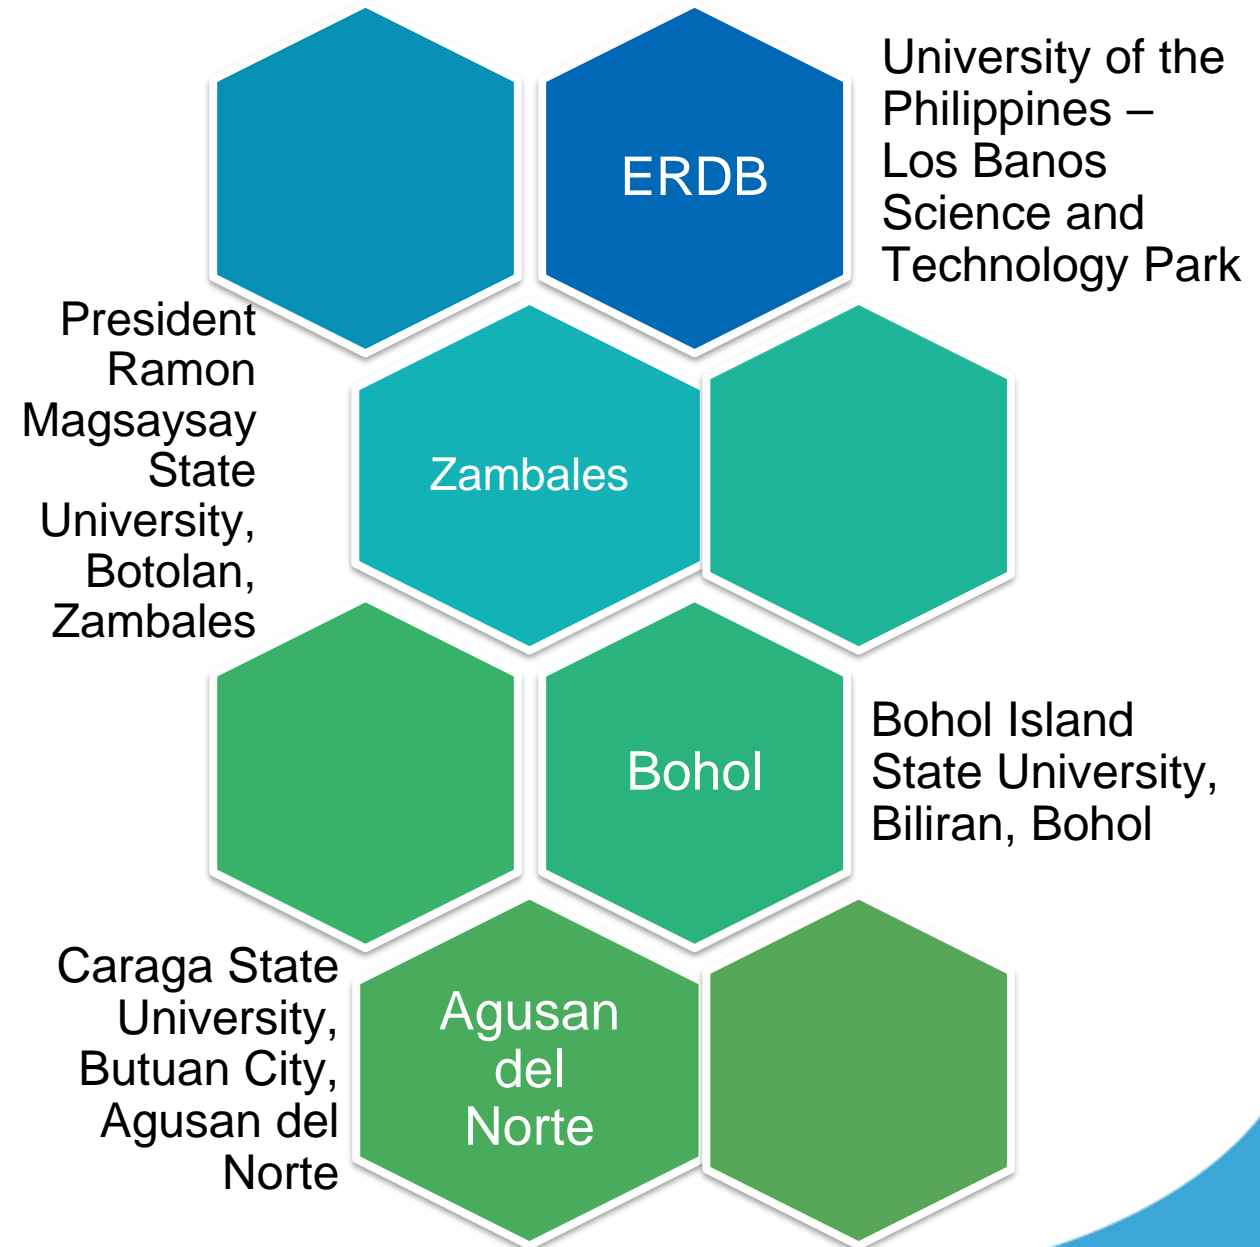 ERDB
University of the
Philippines –
Los Banos
Science and
Technology Park
President
Ramon
Magsaysay
State
University,
Botolan,
Zambales
Zambales
Bohol
Bohol Island
State University,
Biliran, Bohol
Caraga State
University,
Butuan City,
Agusan del
Norte
Agusan
del
Norte